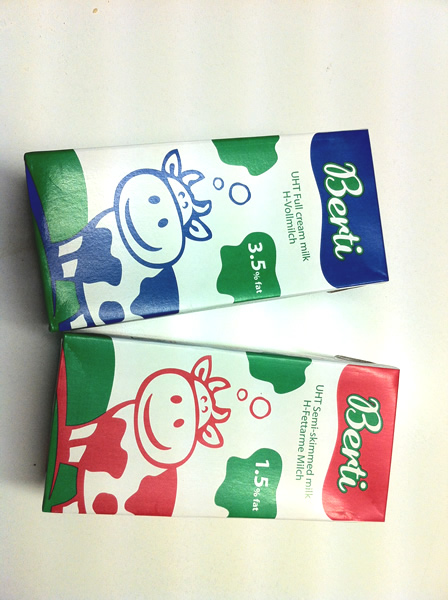 Berti
UHT Full cream milk
H-Vollmilch
3.5% fat
Berti
UHT Semi-skimmed milk
H-Fettarme Milch
1.5% fat